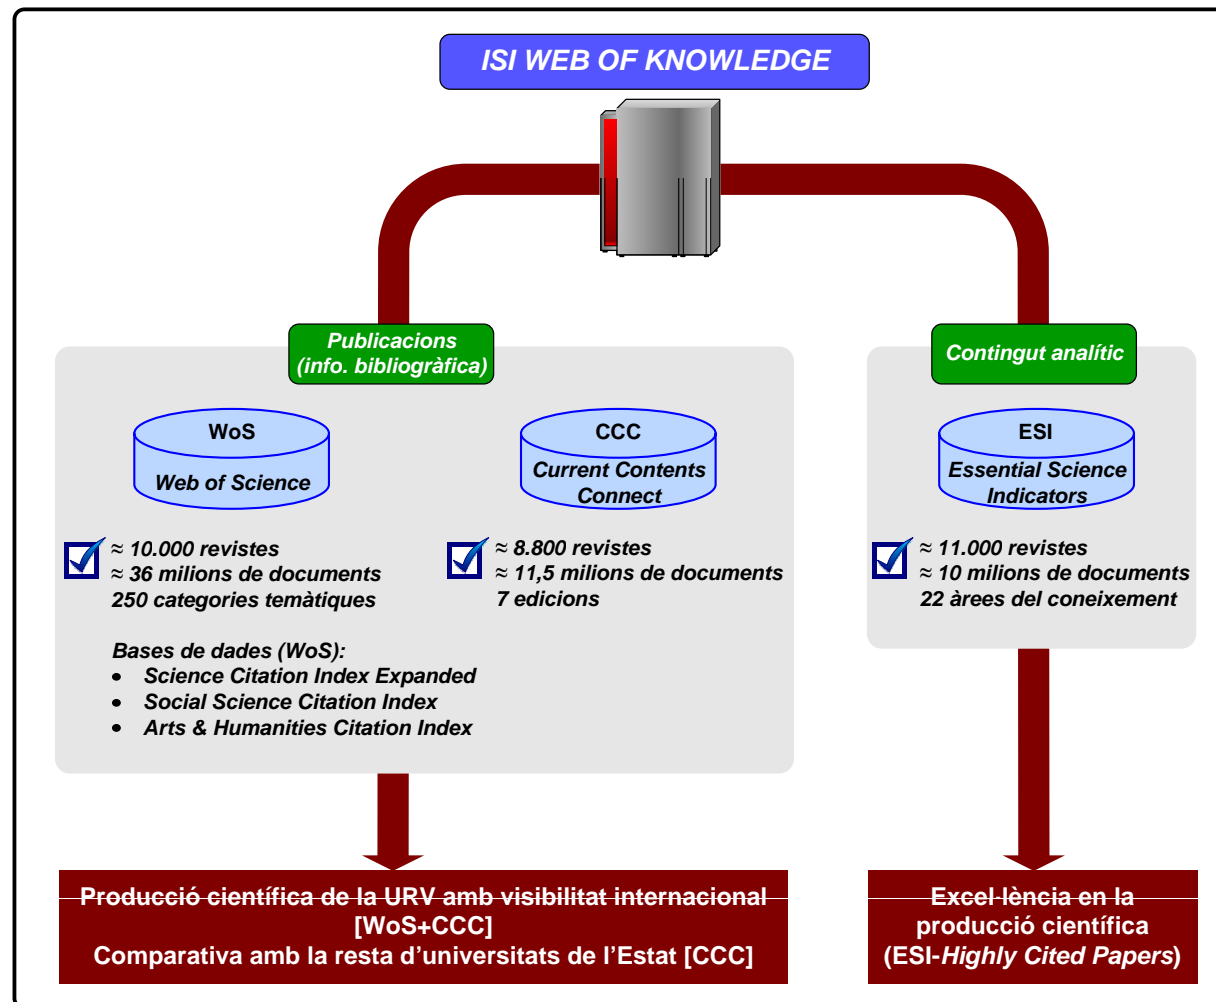 ISI WEB OF KNOWLEDGE
Publicacions
(info. bibliogràfica)
Contingut analític
WoS
Web of Science
CCC
Current Contents
Connect
ESI
Essential Science
Indicators
≈ 10.000 revistes
≈ 36 milions de documents
250 categories temàtiques
≈ 8.800 revistes
≈ 11,5 milions de documents
7 edicions
≈ 11.000 revistes
≈ 10 milions de documents
22 àrees del coneixement
Bases de dades (WoS):
• Science Citation Index Expanded
• Social Science Citation Index
• Arts & Humanities Citation Index
Producció científica de la URV amb visibilitat internacional
[WoS+CCC]
Comparativa amb la resta d’universitats de l’Estat [CCC]
Excel·lència en la
producció científica
(ESI-Highly Cited Papers)